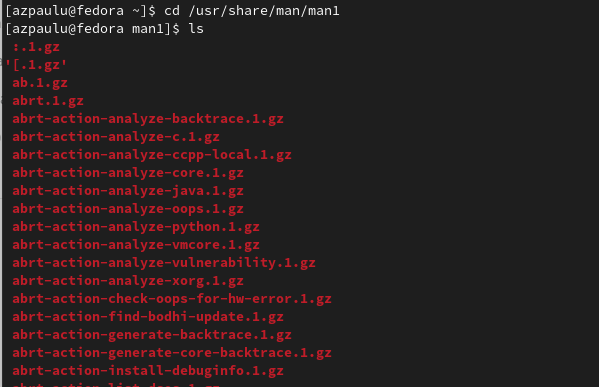 [azpaulu@fedora ~]$ cd /usr/share/man/man1
[azpaulu@fedora man1]$ ls
:.1.gz
'[.1.gz'
ab.1.gz
abrt.1.gz
abrt-action-analyze-backtrace.1.gz
abrt-action-analyze-c.1.gz
abrt-action-analyze-ccpp-local.1.gz
abrt-action-analyze-core.1.gz
abrt-action-analyze-java.1.gz
abrt-action-analyze-oops.1.gz
abrt-action-analyze-python.1.gz
abrt-action-analyze-vmcore.1.gz
abrt-action-analyze-vulnerability.1.gz
abrt-action-analyze-xorg.1.gz
abrt-action-check-oops-for-hw-error.1.gz
abrt-action-find-bodhi-update.1.gz
abrt-action-generate-backtrace.1.gz
abrt-action-generate-core-backtrace.1.gz
abrt-action-install-debuginfo.1.gz